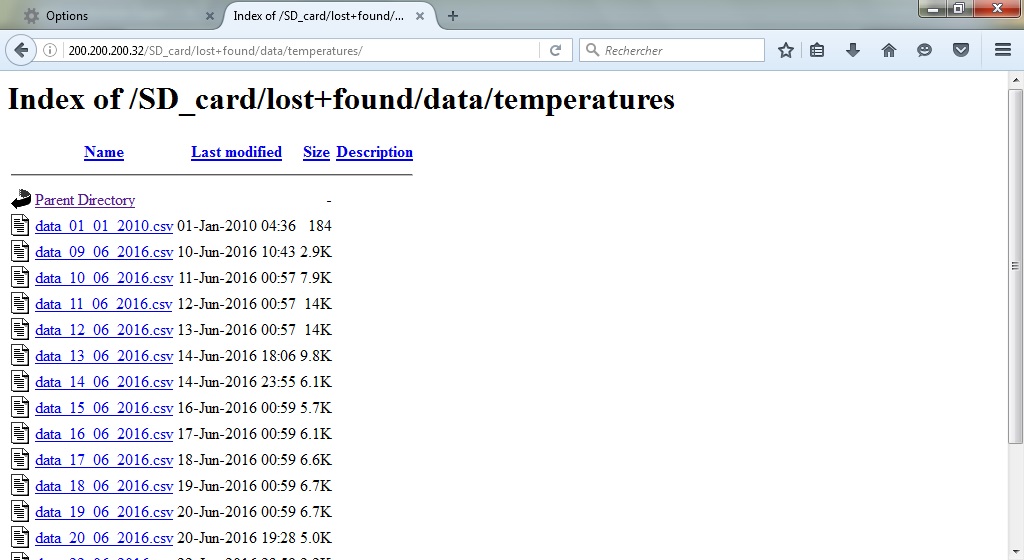 Options
Index of /SD_card/lost+found/...
200.200.200.32/SD_card/lost+found/data/temperatures/
Rechercher
Index of /SD_card/lost+found/data/temperatures
Name Last modified Size Description
Parent Directory -
data_01_01_2010.csv 01-Jan-2010 04:36 184
data_09_06_2016.csv 10-Jun-2016 10:43 2.9K
data_10_06_2016.csv 11-Jun-2016 00:57 7.9K
data_11_06_2016.csv 12-Jun-2016 00:57 14K
data_12_06_2016.csv 13-Jun-2016 00:57 14K
data_13_06_2016.csv 14-Jun-2016 18:06 9.8K
data_14_06_2016.csv 14-Jun-2016 23:55 6.1K
data_15_06_2016.csv 16-Jun-2016 00:59 5.7K
data_16_06_2016.csv 17-Jun-2016 00:59 6.1K
data_17_06_2016.csv 18-Jun-2016 00:59 6.6K
data_18_06_2016.csv 19-Jun-2016 00:59 6.7K
data_19_06_2016.csv 20-Jun-2016 00:59 6.7K
data_20_06_2016.csv 20-Jun-2016 19:28 5.0K